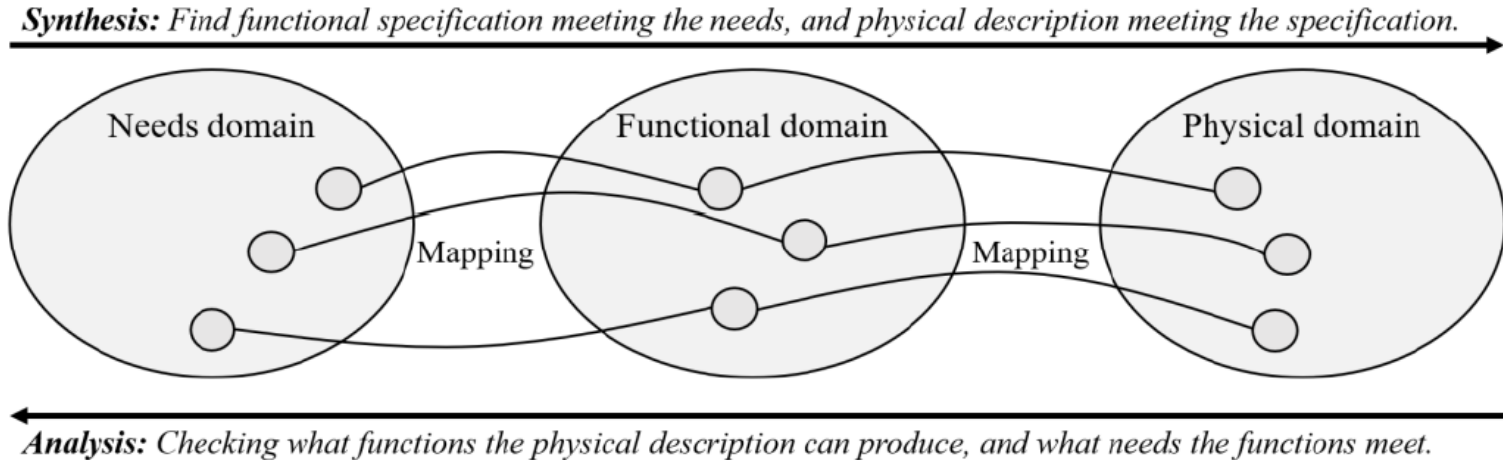 Synthesis: Find functional specification meeting the needs, and physical description meeting the specification.
Needs domain
Functional domain
Physical domain
Mapping
Mapping
Analysis: Checking what functions the physical description can produce, and what needs the functions meet.